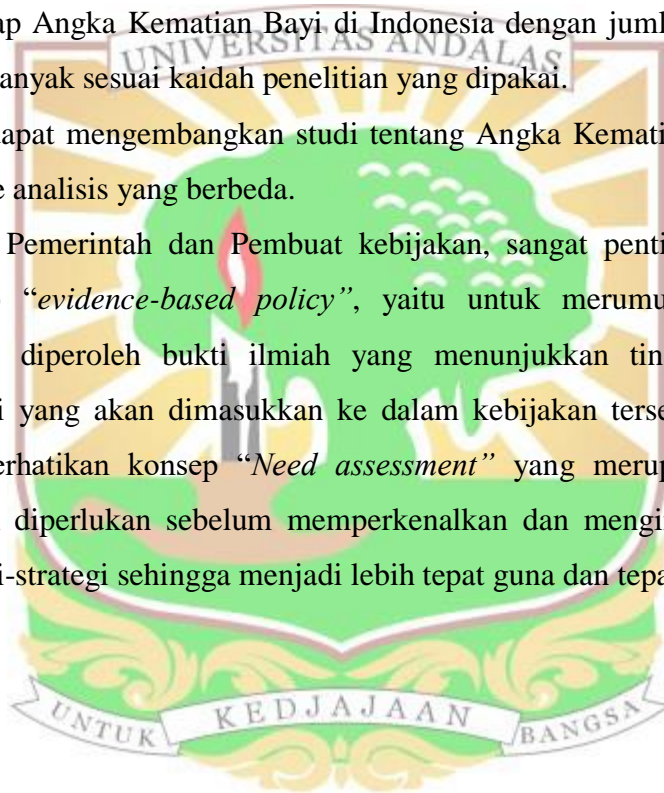 ap Angka Kematian Bayi di Indonesia dengan juml
UNIVERSITAS ANDALAS
anyak sesuai kaidah penelitian yang dipakai.
dapat mengembangkan studi tentang Angka Kemati
e analisis yang berbeda.
Pemerintah dan Pembuat kebijakan, sangat penti
“evidence-based policy”, yaitu untuk merumu
diperoleh bukti ilmiah yang menunjukkan tin
i yang akan dimasukkan ke dalam kebijakan terse
erhatikan konsep “Need assessment” yang merup
diperlukan sebelum memperkenalkan dan mengi
i-strategi sehingga menjadi lebih tepat guna dan tepa
UNTUK KEDJAJAAN BANGSA